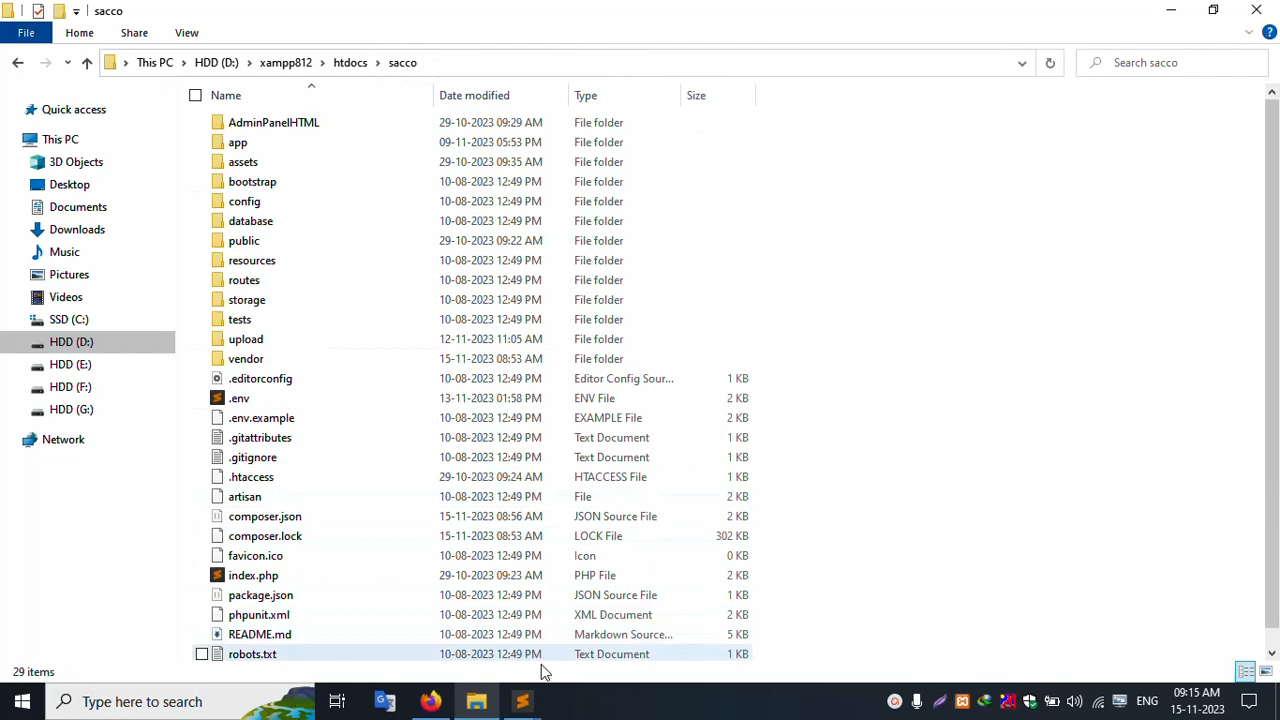 sacco
File Home Share View
This PC HDD (D:) xampp812 htdocs sacco Search sacco
Name Date modified Type Size
Quick access
This PC
3D Objects
Desktop
Documents
Downloads
Music
Pictures
Videos
SSD (C:)
HDD (D:)
HDD (E:)
HDD (F:)
HDD (G:)
Network
AdminPanelHTML 29-10-2023 09:29 AM File folder
app 09-11-2023 05:53 PM File folder
assets 29-10-2023 09:35 AM File folder
bootstrap 10-08-2023 12:49 PM File folder
config 10-08-2023 12:49 PM File folder
database 10-08-2023 12:49 PM File folder
public 29-10-2023 09:22 AM File folder
resources 10-08-2023 12:49 PM File folder
routes 10-08-2023 12:49 PM File folder
storage 10-08-2023 12:49 PM File folder
tests 10-08-2023 12:49 PM File folder
upload 12-11-2023 11:05 AM File folder
vendor 15-11-2023 08:53 AM File folder
.editorconfig 10-08-2023 12:49 PM Editor Config Sour... 1 KB
.env 13-11-2023 01:58 PM ENV File 2 KB
.env.example 10-08-2023 12:49 PM EXAMPLE File 2 KB
.gitattributes 10-08-2023 12:49 PM Text Document 1 KB
.gitignore 10-08-2023 12:49 PM Text Document 1 KB
.htaccess 29-10-2023 09:24 AM HTACCESS File 1 KB
artisan 10-08-2023 12:49 PM File 2 KB
composer.json 15-11-2023 08:56 AM JSON Source File 2 KB
composer.lock 15-11-2023 08:53 AM LOCK File 302 KB
favicon.ico 10-08-2023 12:49 PM Icon 0 KB
index.php 29-10-2023 09:23 AM PHP File 2 KB
package.json 10-08-2023 12:49 PM JSON Source File 1 KB
phpunit.xml 10-08-2023 12:49 PM XML Document 2 KB
README.md 10-08-2023 12:49 PM Markdown Source... 5 KB
robots.txt 10-08-2023 12:49 PM Text Document 1 KB
29 items
Type here to search
ENG
09:15 AM
15-11-2023